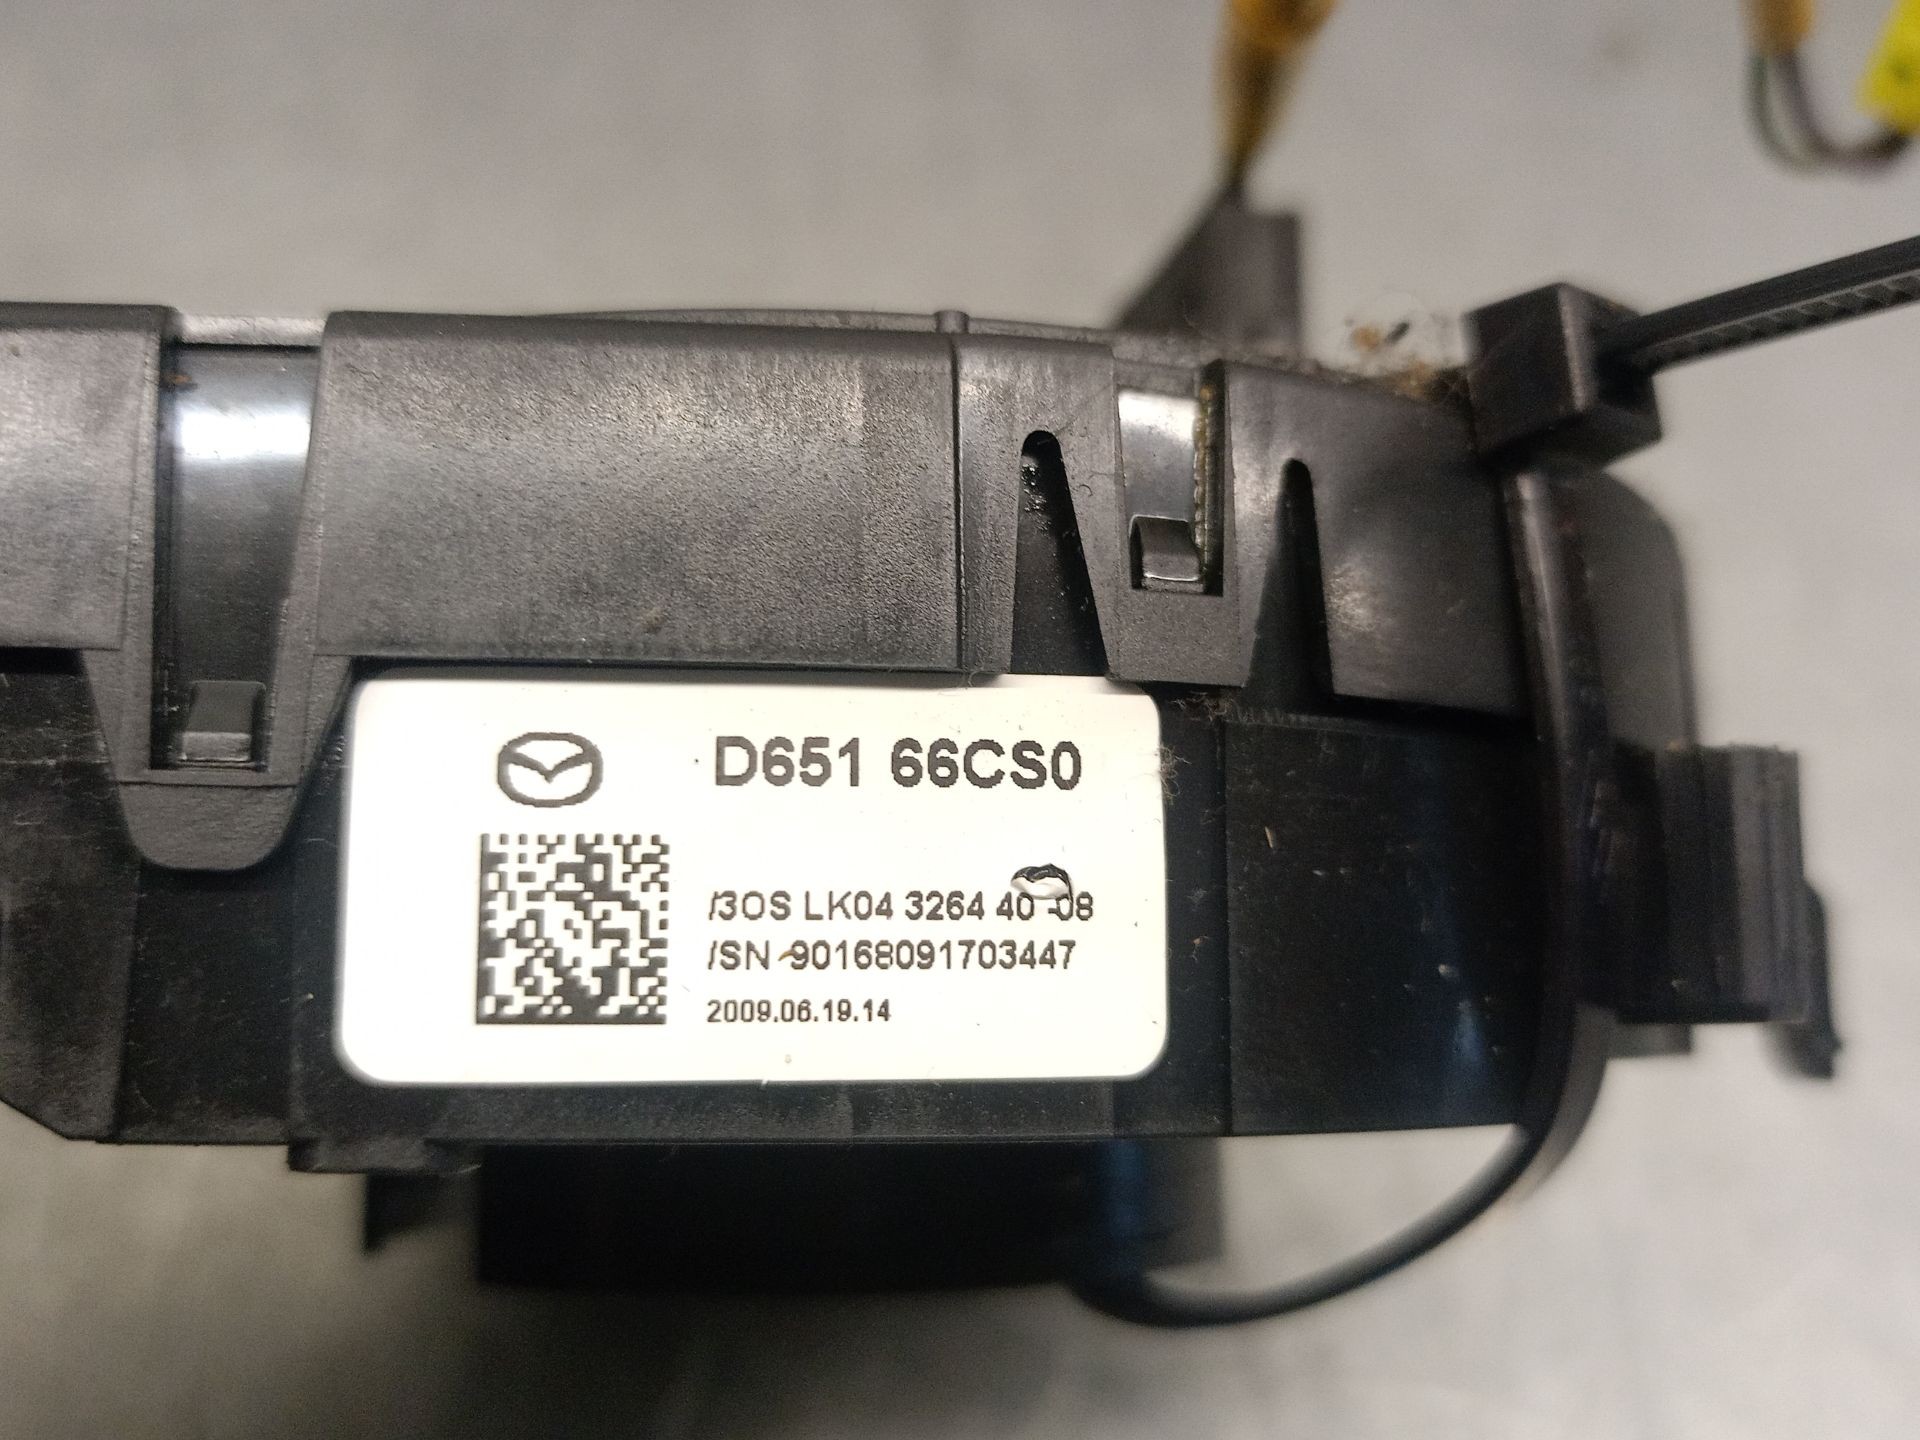 D651 66CS0
/3OS LK04 3264 40 08
/SN 90168091703447
2009.06.19.14